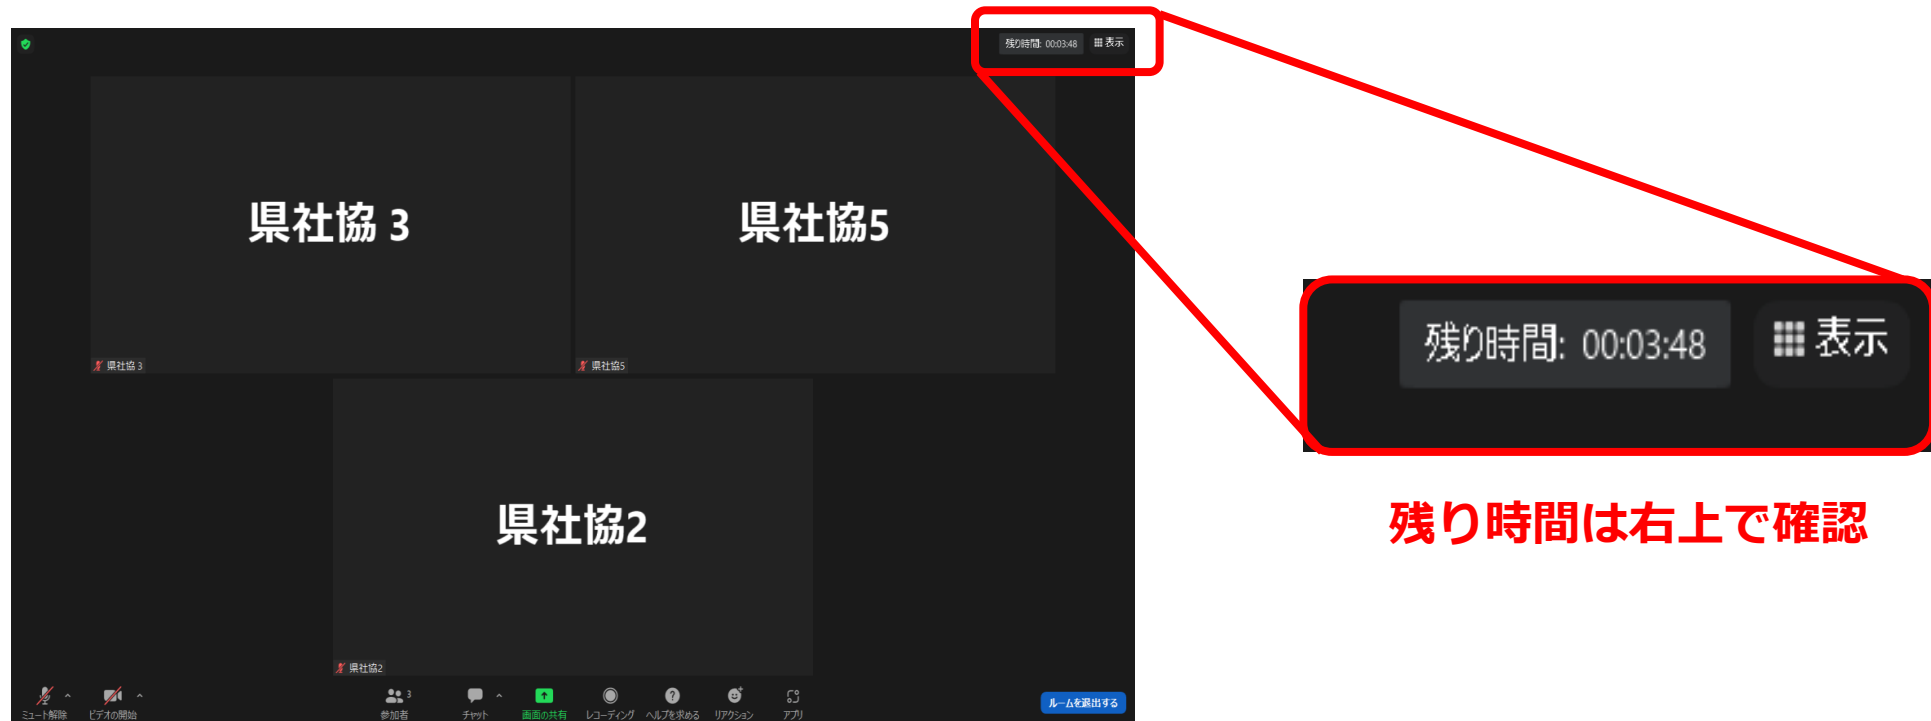 残り時間: 00:03:48 表示
県社協 3
県社協5
県社協 3
県社協5
県社協2
県社協2
ミュート解除 ビデオの開始 参加者 3 チャット 画面の共有 レコーディング ヘルプを求める リアクション アプリ ルームを退出する
残り時間: 00:03:48 表示
残り時間は右上で確認